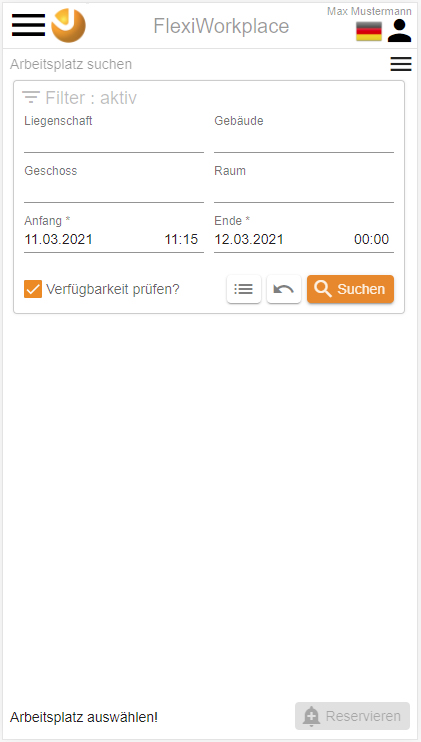 Max Mustermann
FlexiWorkplace
Arbeitsplatz suchen
Filter : aktiv
Liegenschaft Gebäude
Geschoss Raum
Anfang * Ende *
11.03.2021 11:15 12.03.2021 00:00
Verfügbarkeit prüfen? Suchen
Arbeitsplatz auswählen! Reservieren